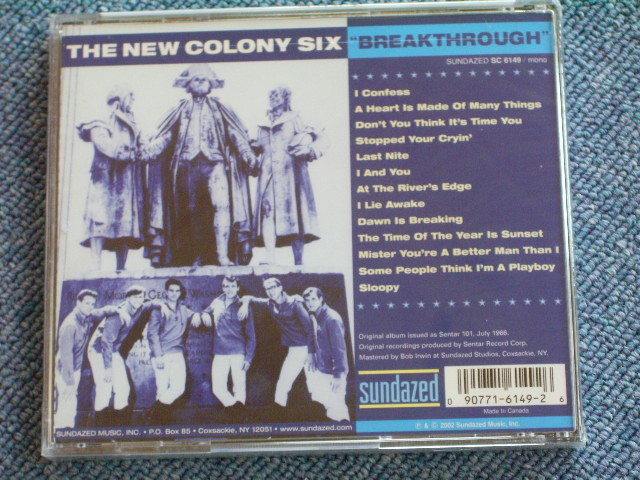 THE NEW COLONY SIX "BREAKTHROUGH"
SUNDAZED SC 6149 / mono
I Confess
A Heart Is Made Of Many Things
Don't You Think It's Time You
Stopped Your Cryin'
Last Nite
I And You
At The River's Edge
I Lie Awake
Dawn Is Breaking
The Time Of The Year Is Sunset
Mister You're A Better Man Than I
Some People Think I'm A Playboy
Sloopy
Original album issued as Sentar 101, July 1966.
Original recordings produced by Sentar Record Corp.
Mastered by Bob Irwin at Sundazed Studios, Coxsackie, NY.
sundazed
0 90771-6149-2 6
Made In Canada
SUNDAZED MUSIC, INC. • P.O. Box 85 • Coxsackie, NY 12051 • www.sundazed.com
℗ & © 2002 Sundazed Music, Inc.